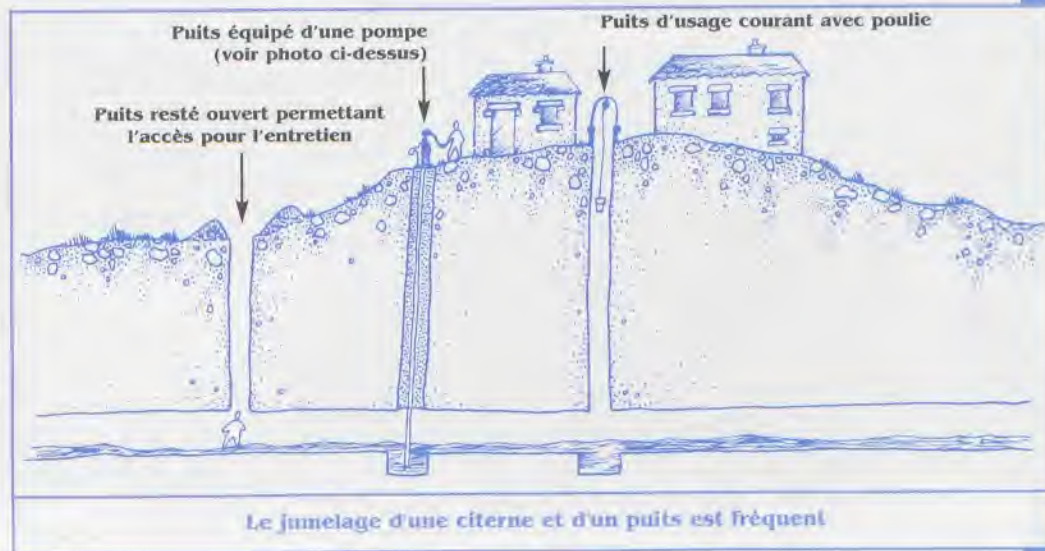 Puits équipé d'une pompe
(voir photo ci-dessus)
Puits d'usage courant avec poulie
Puits resté ouvert permettant
l'accès pour l'entretien
Le jumelage d'une citerne et d'un puits est fréquent